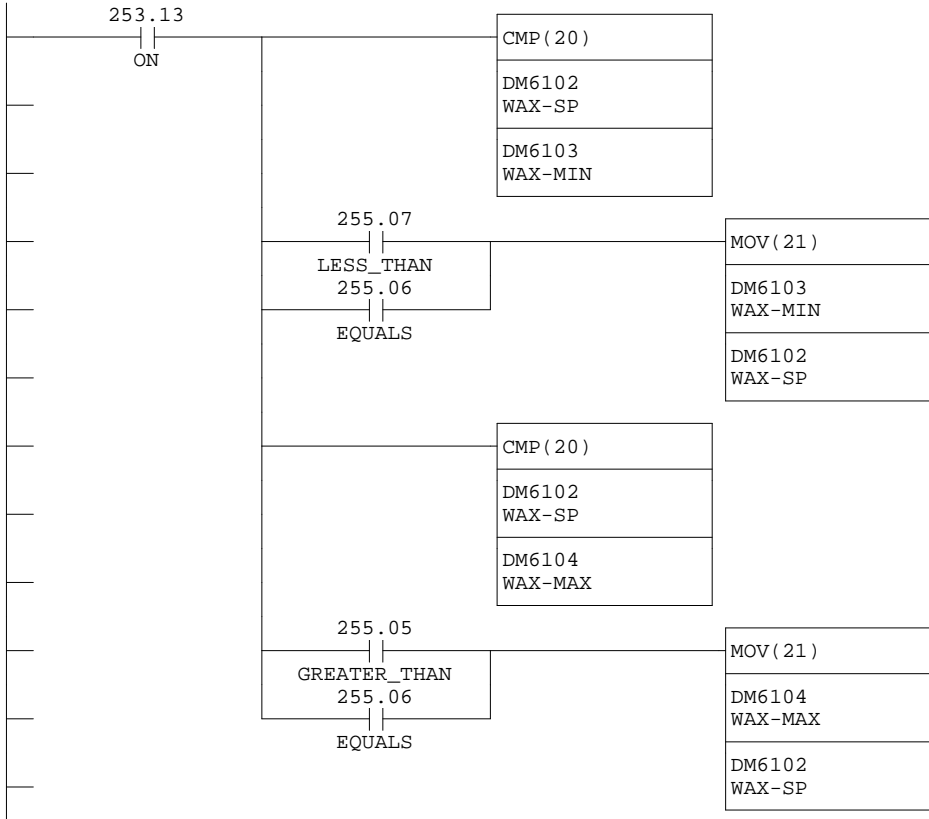 253.13
ON
CMP(20)
DM6102
WAX-SP
DM6103
WAX-MIN
255.07
LESS_THAN
255.06
EQUALS
MOV(21)
DM6103
WAX-MIN
DM6102
WAX-SP
CMP(20)
DM6102
WAX-SP
DM6104
WAX-MAX
255.05
GREATER_THAN
255.06
EQUALS
MOV(21)
DM6104
WAX-MAX
DM6102
WAX-SP